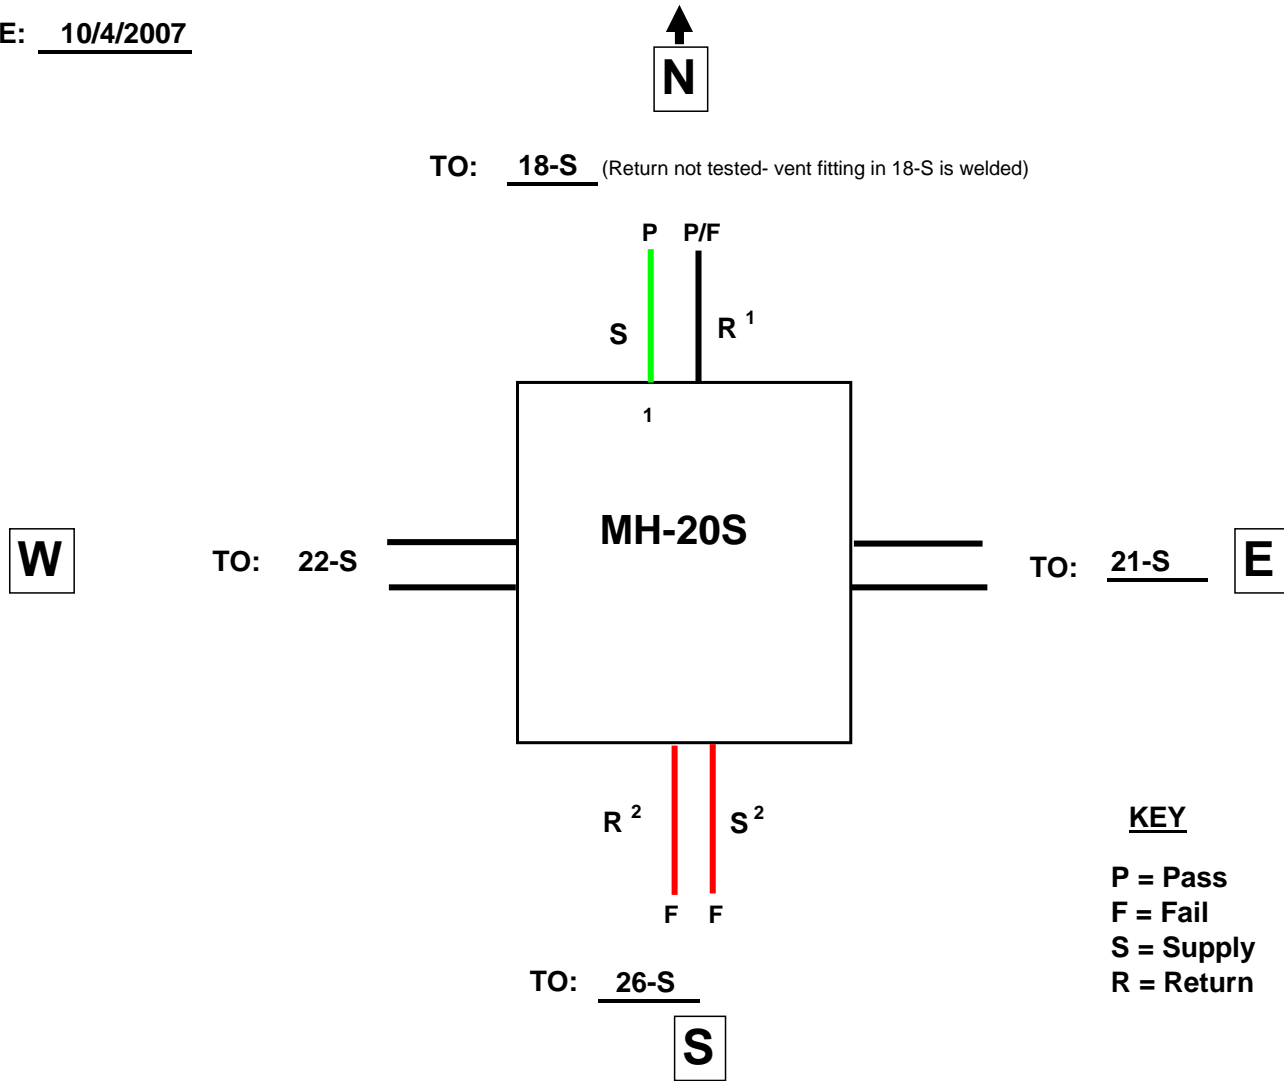 E: 10/4/2007
N
TO: 18-S (Return not tested- vent fitting in 18-S is welded)
P P/F
S R 1
1
MH-20S
W TO: 22-S TO: 21-S E
R 2 S 2
F F
TO: 26-S
S
KEY
P = Pass
F = Fail
S = Supply
R = Return